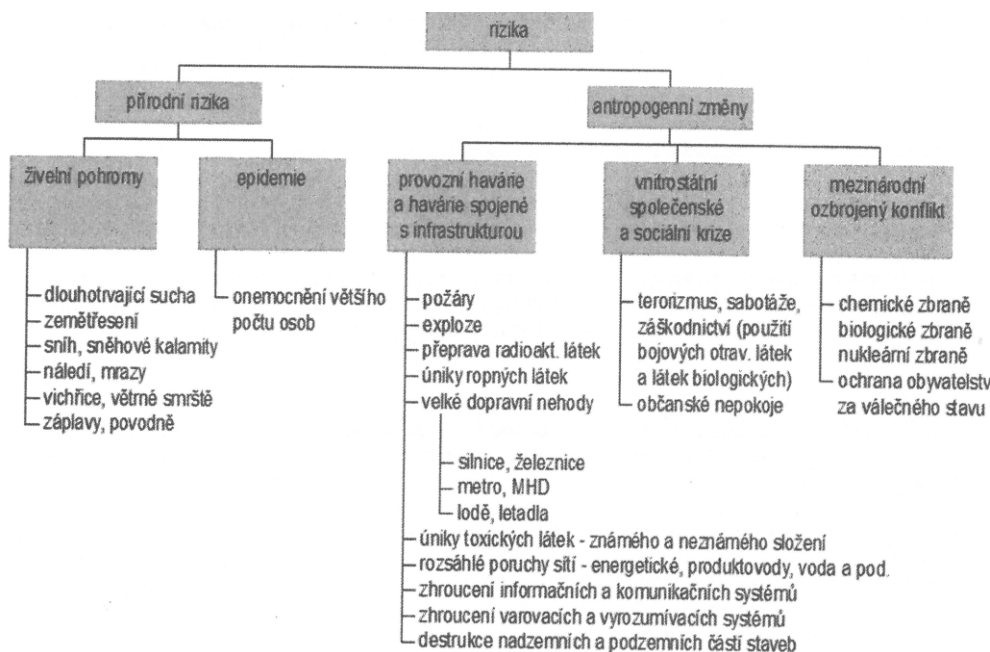 rizika
přírodní rizika
antropogenní změny
živelní pohromy
epidemie
provozní havárie
a havárie spojené
s infrastrukturou
vnitrostátní
společenské
a sociální krize
mezinárodní
ozbrojený konflikt
dlouhotrvající sucha
zemětřesení
sníh, sněhové kalamity
náledí, mrazy
vichřice, větrné smrště
záplavy, povodně
onemocnění většího
počtu osob
požáry
exploze
přeprava radioakt. látek
úniky ropných látek
velké dopravní nehody
silnice, železnice
metro, MHD
lodě, letadla
úniky toxických látek - známého a neznámého složení
rozsáhlé poruchy sítí - energetické, produktovody, voda a pod.
zhroucení informačních a komunikačních systémů
zhroucení varovacích a vyrozumívacích systémů
destrukce nadzemních a podzemních částí staveb
terorizmus, sabotáže,
záškodnictví (použití
bojových otrav. látek
a látek biologických)
občanské nepokoje
chemické zbraně
biologické zbraně
nukleární zbraně
ochrana obyvatelstv
za válečného stavu